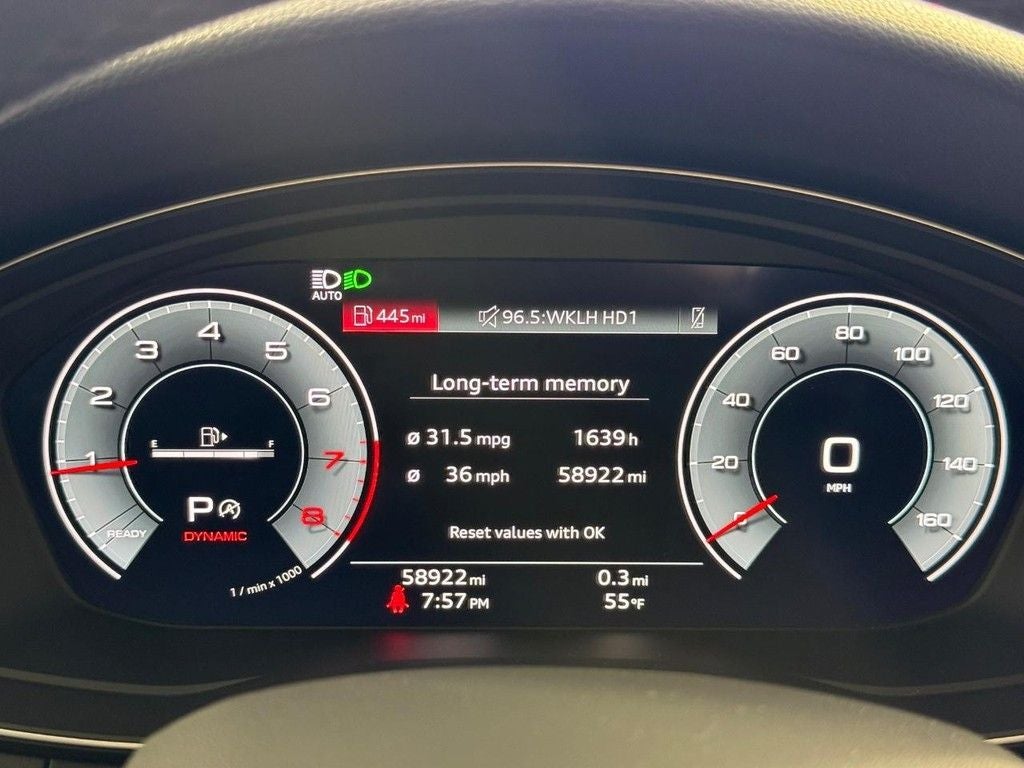 AUTO
445 mi
96.5:WKLH HD1
Long-term memory
ø 31.5 mpg 1639 h
ø 36 mph 58922 mi
Reset values with OK
58922 mi 0.3 mi
7:57 PM 55°F
READY
1
2
3
4
5
6
7
8
1 / min x 1000
E F
P A
DYNAMIC
0
20
40
60
80
100
120
140
160
0
MPH